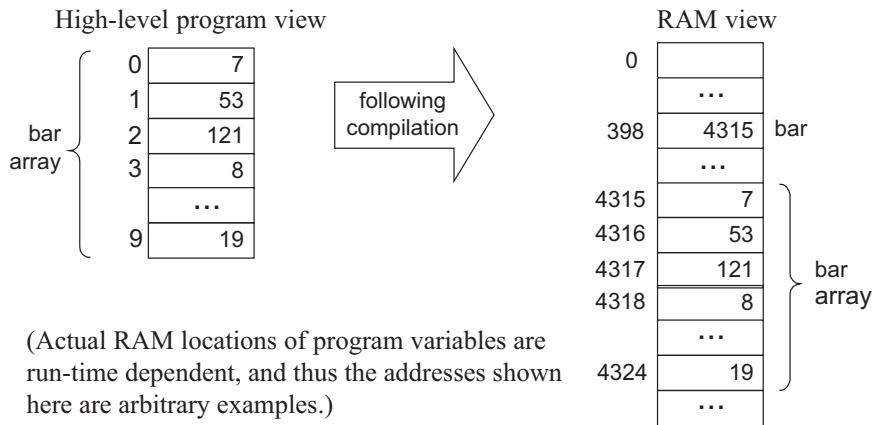 High-level program view
0 7
1 53
2 121
3 8
...
9 19
bar
array
following
compilation
RAM view
0
...
398 4315 bar
...
4315 7
4316 53
4317 121
4318 8
...
4324 19
...
bar
array
(Actual RAM locations of program variables are
run-time dependent, and thus the addresses shown
here are arbitrary examples.)